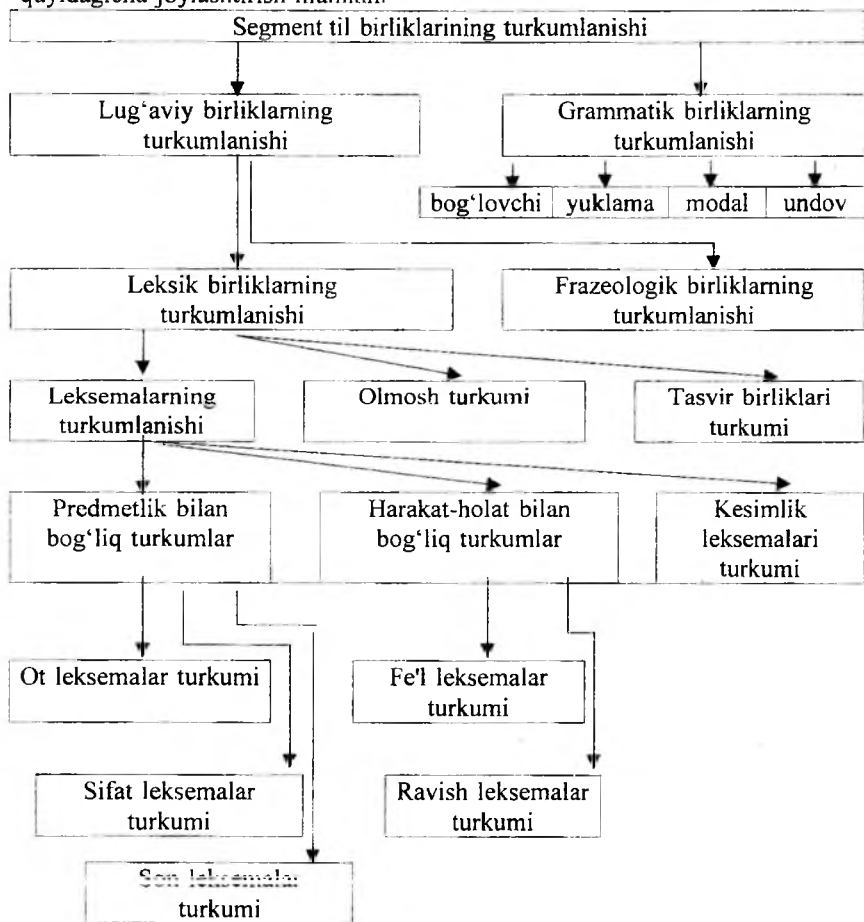 Segment til birliklarining turkumlanishi
Lug‘aviy birliklarning
turkumlanishi
Grammatik birliklarning
turkumlanishi
bog‘lovchi yuklama modal undov
Leksik birliklarning
turkumlanishi
Frazeologik birliklarning
turkumlanishi
Leksemalarning
turkumlanishi
Olmosh turkumi
Tasvir birliklari
turkumi
Predmetlik bilan
bog‘liq turkumlar
Harakat-holat bilan
bog‘liq turkumlar
Kesimlik
leksemalari
turkumi
Ot leksemalar turkumi
Fe'l leksemalar
turkumi
Sifat leksemalar
turkumi
Ravish leksemalar
turkumi
Son leksemalar
turkumi